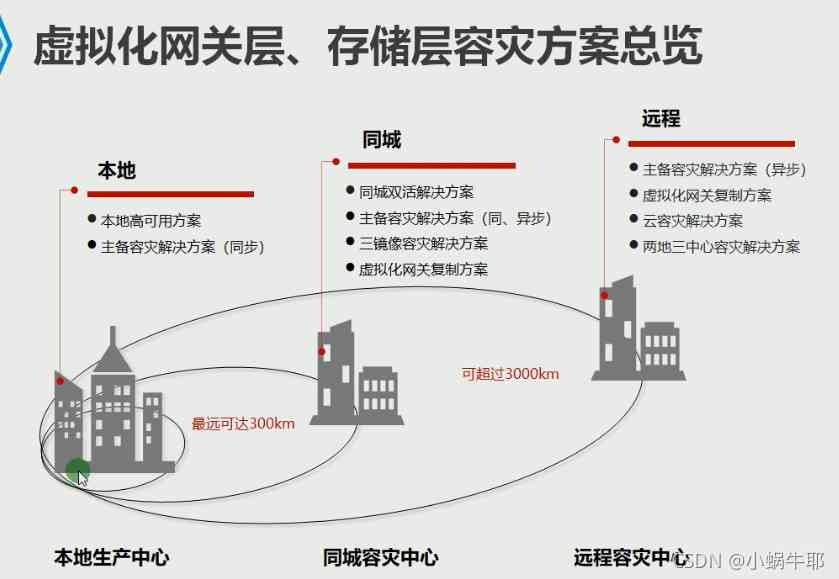 虚拟化网关层、存储层容灾方案总览
本地
本地高可用方案
主备容灾解决方案（同步）
同城
同城双活解决方案
主备容灾解决方案（同、异步）
三镜像容灾解决方案
虚拟化网关复制方案
远程
主备容灾解决方案（异步）
虚拟化网关复制方案
云容灾解决方案
两地三中心容灾解决方案
最远可达300km
可超过3000km
本地生产中心
同城容灾中心
远程容灾中心
CSDN @小蜗牛耶